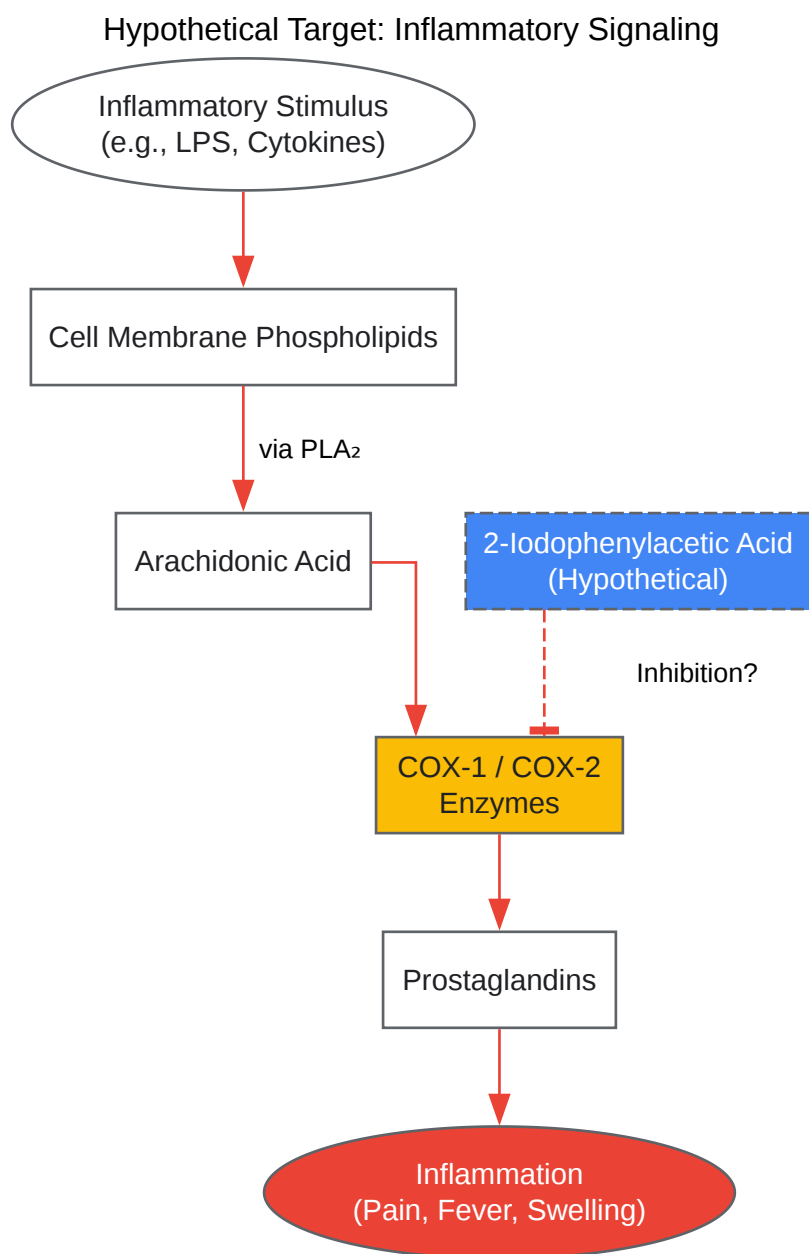 Hypothetical Target: Inflammatory Signaling
Inflammatory Stimulus
(e.g., LPS, Cytokines)
Cell Membrane Phospholipids
via PLA₂
Arachidonic Acid
2-Iodophenylacetic Acid
(Hypothetical)
Inhibition?
COX-1 / COX-2
Enzymes
Prostaglandins
Inflammation
(Pain, Fever, Swelling)